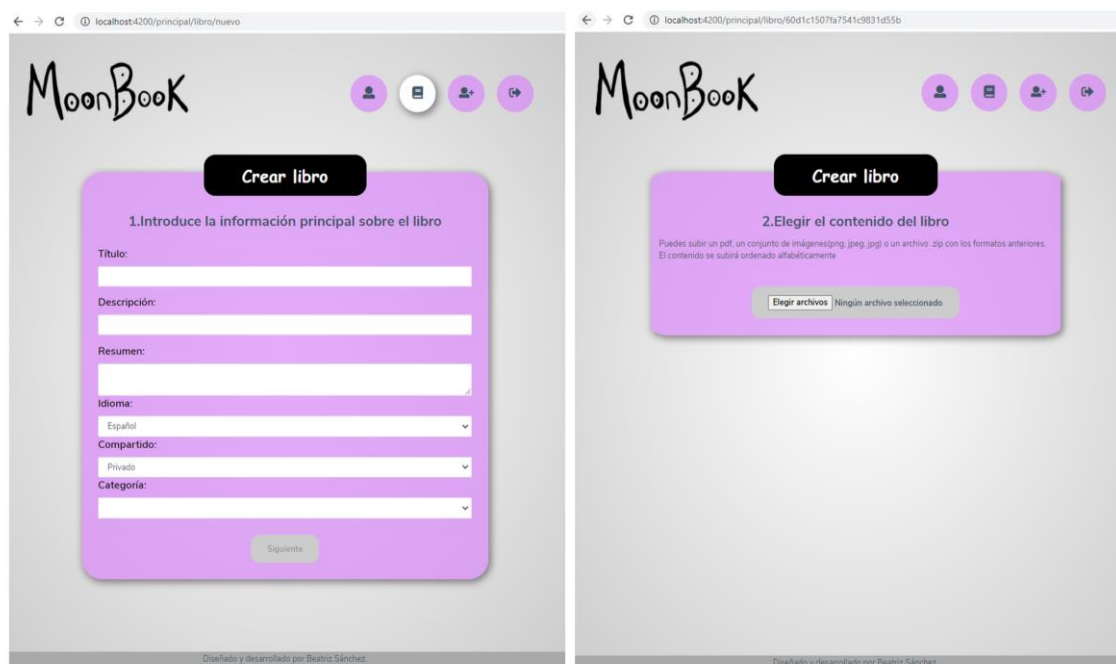 localhost:4200/principal/libro/nuevo
MoonBook
Crear libro
1.Introduce la información principal sobre el libro
Título:
Descripción:
Resumen:
Idioma:
Español
Compartido:
Privado
Categoría:
Siguiente
Diseñado y desarrollado por Beatriz Sánchez.
localhost:4200/principal/libro/60d1c1507fa7541c9831d55b
MoonBook
Crear libro
2.Elegir el contenido del libro
Puedes subir un pdf, un conjunto de imágenes(png, jpeg, jpg) o un archivo .zip con los formatos anteriores.
El contenido se subirá ordenado alfabéticamente
Elegir archivos Ningún archivo seleccionado
Diseñado y desarrollado por Beatriz Sánchez.